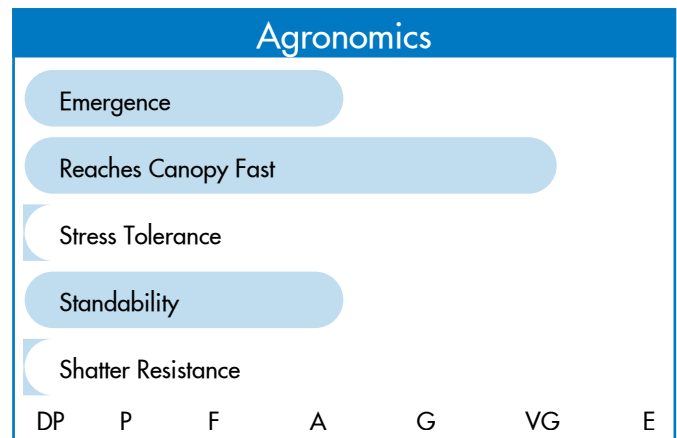 Agronomics
Emergence
Reaches Canopy Fast
Stress Tolerance
Standability
Shatter Resistance
DP P F A G VG E